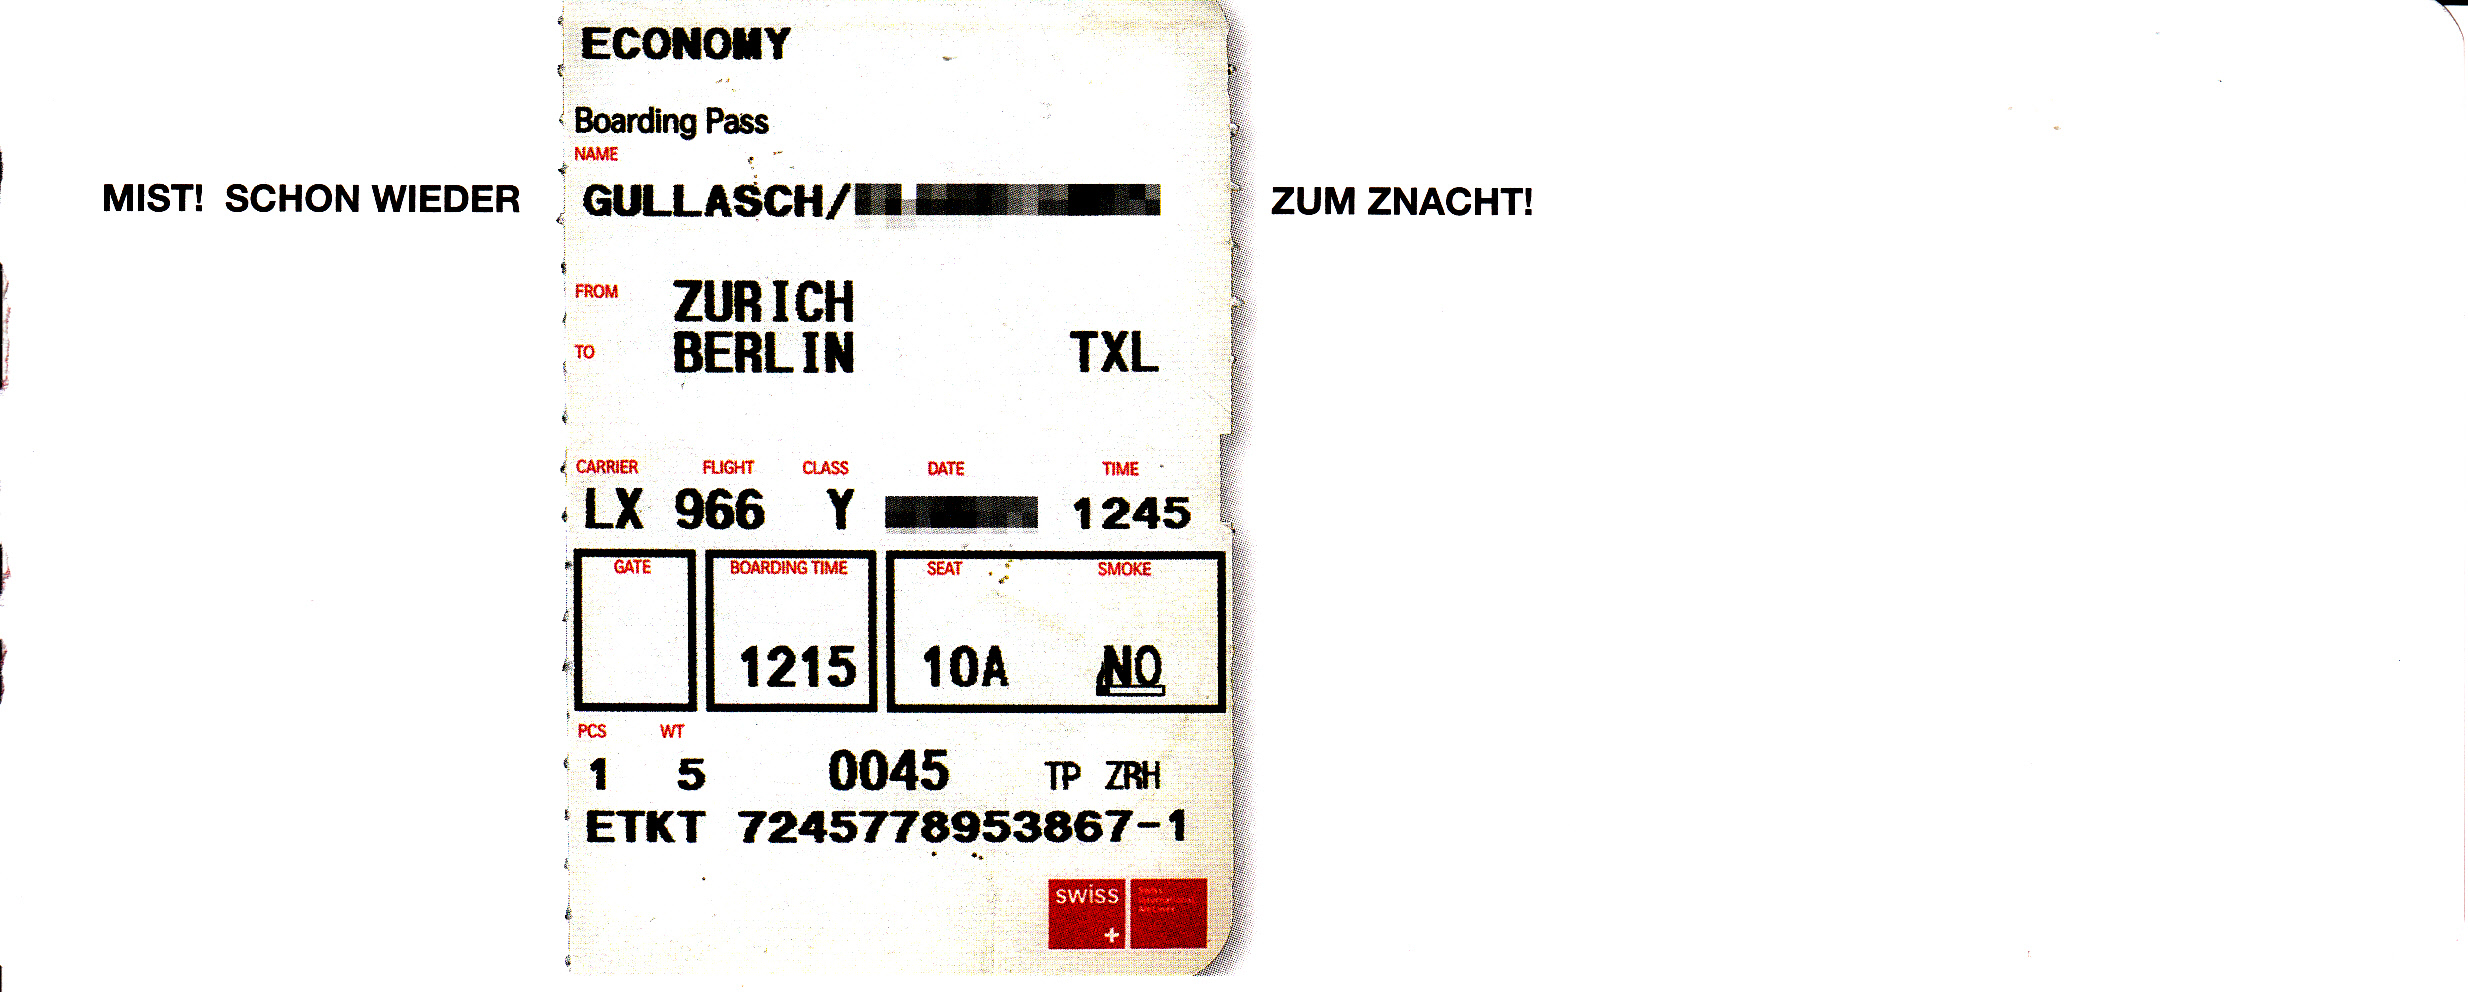 ECONOMY
Boarding Pass
NAME
MIST! SCHON WIEDER GULLASCH/ ZUM ZNACHT!
FROM ZURICH
TO BERLIN TXL
CARRIER FLIGHT CLASS DATE TIME
LX 966 Y 1245
GATE BOARDING TIME SEAT SMOKE
1215 10A NO
PCS WT
1 5 0045 TP ZRH
ETKT 7245778953867-1
swiss